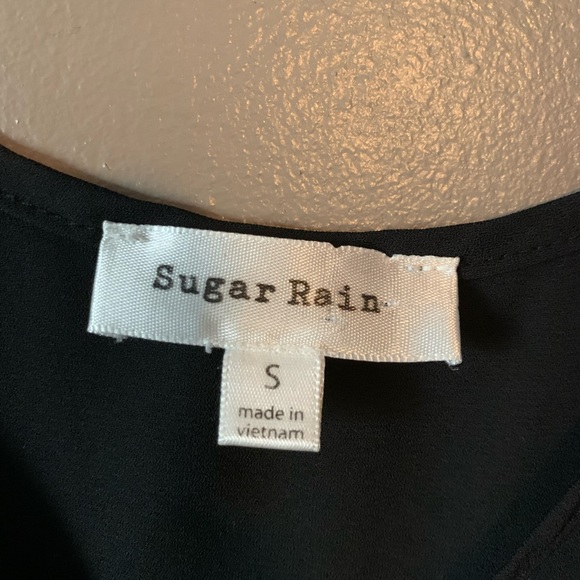 Sugar Rain
S
made in
vietnam